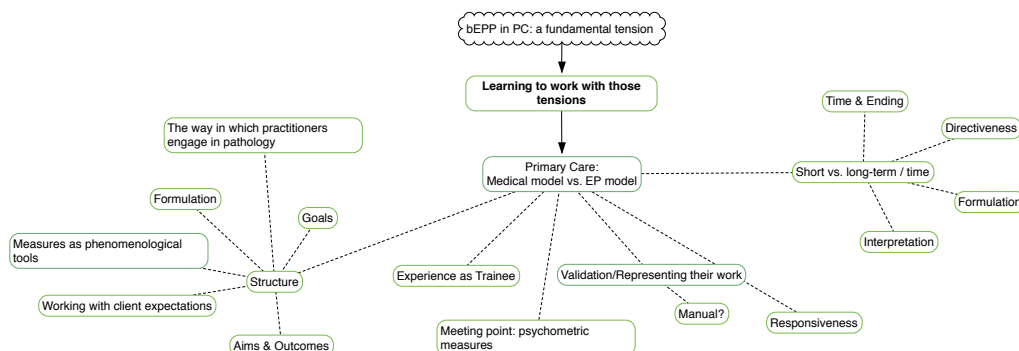 bEPP in PC: a fundamental tension
Learning to work with those
tensions
Time & Ending
The way in which practitioners
engage in pathology
Directiveness
Primary Care:
Medical model vs. EP model
Short vs. long-term / time
Formulation
Formulation
Goals
Measures as phenomenological
tools
Interpretation
Structure
Experience as Trainee
Validation/Representing their work
Working with client expectations
Manual?
Responsiveness
Meeting point: psychometric
measures
Aims & Outcomes